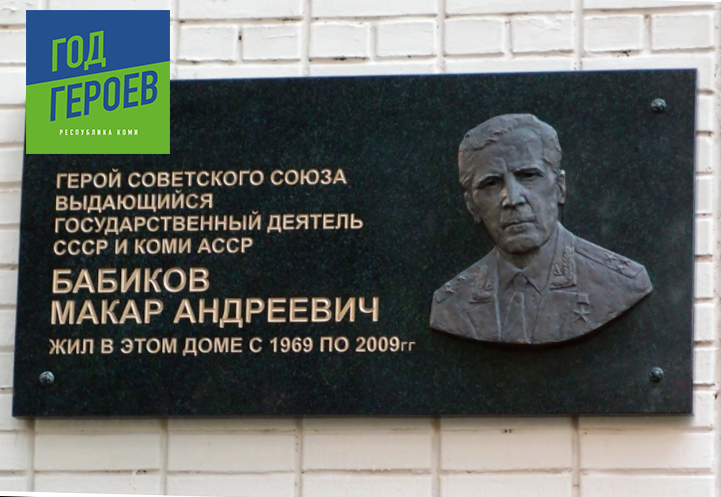 ГОД
ГЕРОЕВ
РЕСПУБЛИКА КОМИ
ГЕРОЙ СОВЕТСКОГО СОЮЗА
ВЫДАЮЩИЙСЯ
ГОСУДАРСТВЕННЫЙ ДЕЯТЕЛЬ
СССР И КОМИ АССР
БАБИКОВ
МАКАР АНДРЕЕВИЧ
ЖИЛ В ЭТОМ ДОМЕ С 1969 ПО 2009гг